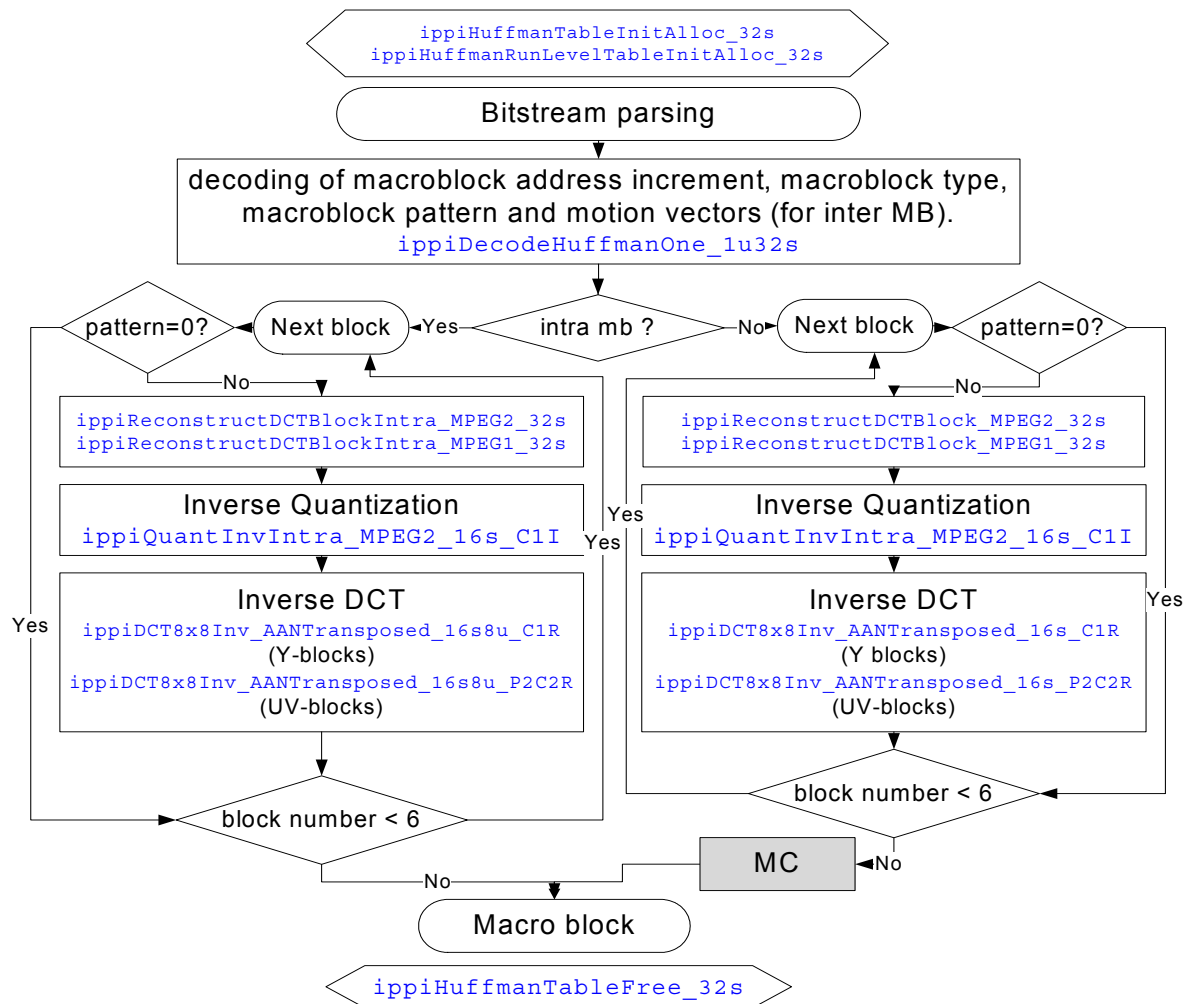 ippiHuffmanTableInitAlloc_32s
ippiHuffmanRunLevelTableInitAlloc_32s
Bitstream parsing
decoding of macroblock address increment, macroblock type,
macroblock pattern and motion vectors (for inter MB).
ippiDecodeHuffmanOne_1u32s
pattern=0?
Next block
Yes
intra mb ?
No
Next block
pattern=0?
No
No
ippiReconstructDCTBlockIntra_MPEG2_32s
ippiReconstructDCTBlockIntra_MPEG1_32s
ippiReconstructDCTBlock_MPEG2_32s
ippiReconstructDCTBlock_MPEG1_32s
Inverse Quantization
ippiQuantInvIntra_MPEG2_16s_C1I
Yes
Yes
Inverse Quantization
ippiQuantInvIntra_MPEG2_16s_C1I
Yes
Inverse DCT
ippiDCT8x8Inv_AANTransposed_16s8u_C1R
(Y-blocks)
ippiDCT8x8Inv_AANTransposed_16s8u_P2C2R
(UV-blocks)
Inverse DCT
ippiDCT8x8Inv_AANTransposed_16s_C1R
(Y blocks)
ippiDCT8x8Inv_AANTransposed_16s_P2C2R
(UV-blocks)
Yes
block number < 6
block number < 6
No
MC
No
Macro block
ippiHuffmanTableFree_32s